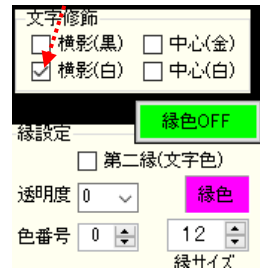 文字修飾
横影(黒) 中心(金)
横影(白) 中心(白)
縁色OFF
縁設定
第二縁(文字色)
透明度 0 縁色
色番号 0 12
縁サイズ